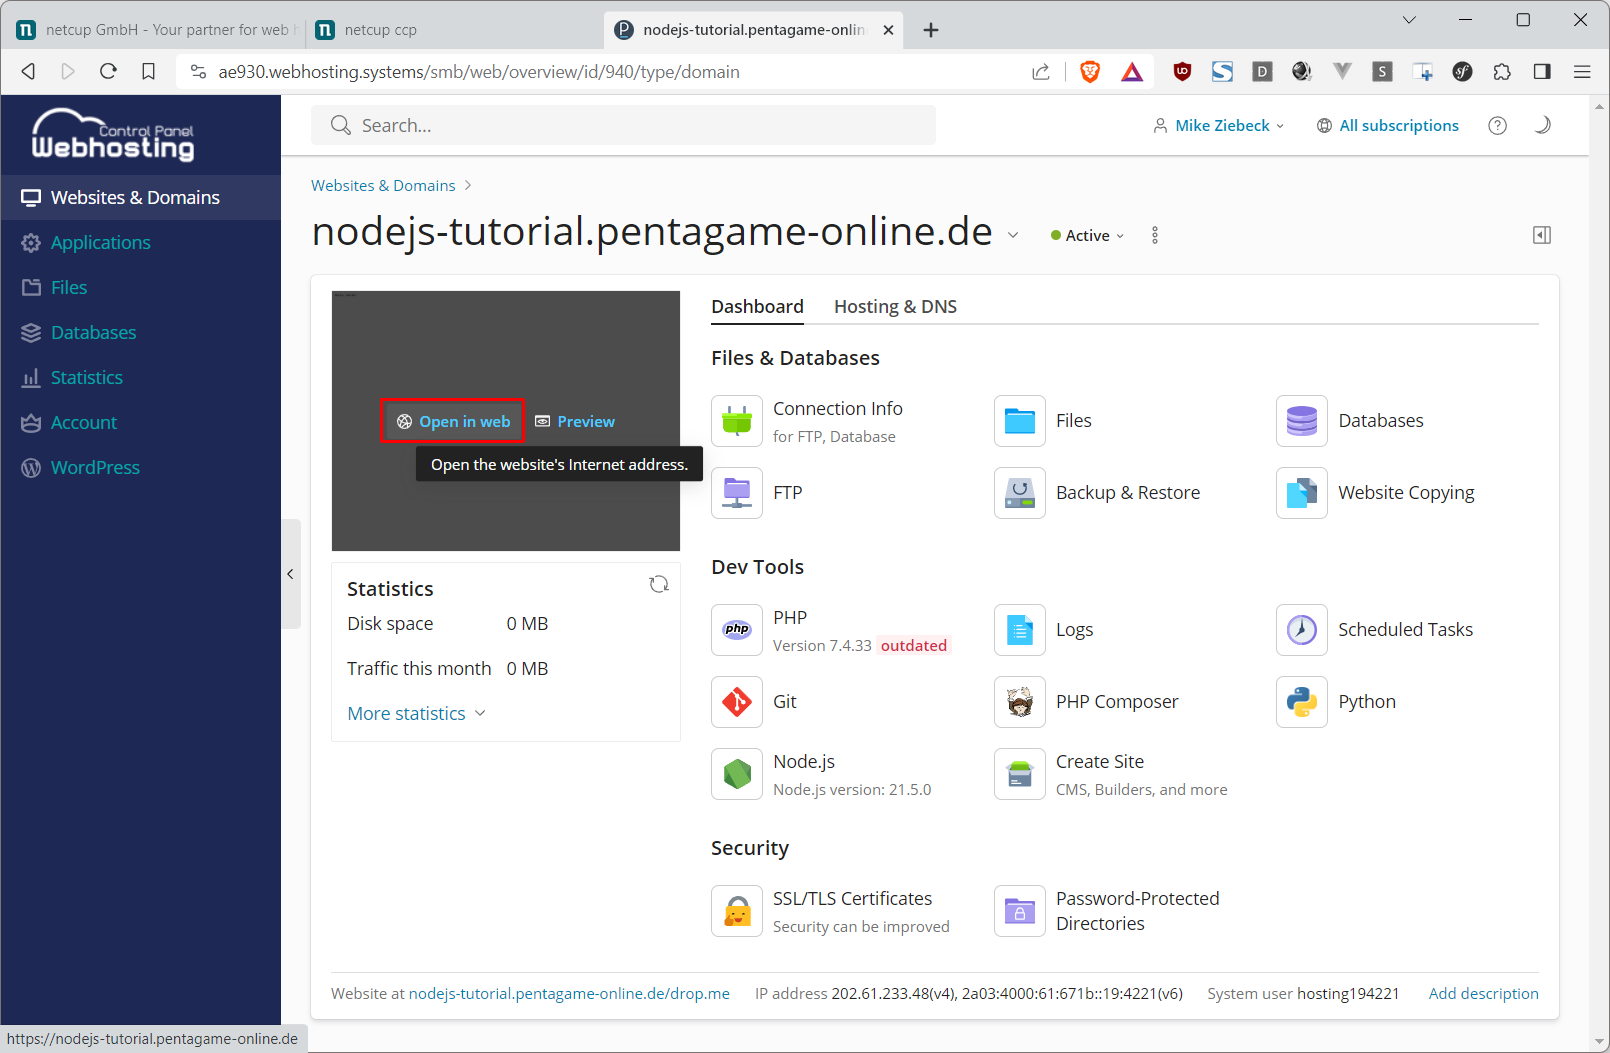 netcup GmbH - Your partner for web h
netcup ccp
nodejs-tutorial.pentagame-onlin
ae930.webhosting.systems/smb/web/overview/id/940/type/domain
Control Panel
Webhosting
Search...
Mike Ziebeck
All subscriptions
Websites & Domains
Applications
Files
Databases
Statistics
Account
WordPress
Websites & Domains
nodejs-tutorial.pentagame-online.de
Active
Open in web
Preview
Open the website's Internet address.
Statistics
Disk space 0 MB
Traffic this month 0 MB
More statistics
Dashboard
Hosting & DNS
Files & Databases
Connection Info
for FTP, Database
Files
Databases
FTP
Backup & Restore
Website Copying
Dev Tools
php
PHP
Version 7.4.33 outdated
Logs
Scheduled Tasks
Git
PHP Composer
Python
Node.js
Node.js version: 21.5.0
Create Site
CMS, Builders, and more
Security
SSL/TLS Certificates
Security can be improved
Password-Protected
Directories
Website at nodejs-tutorial.pentagame-online.de/drop.me
IP address 202.61.233.48(v4), 2a03:4000:61:671b::19:4221(v6)
System user hosting194221
Add description
https://nodejs-tutorial.pentagame-online.de